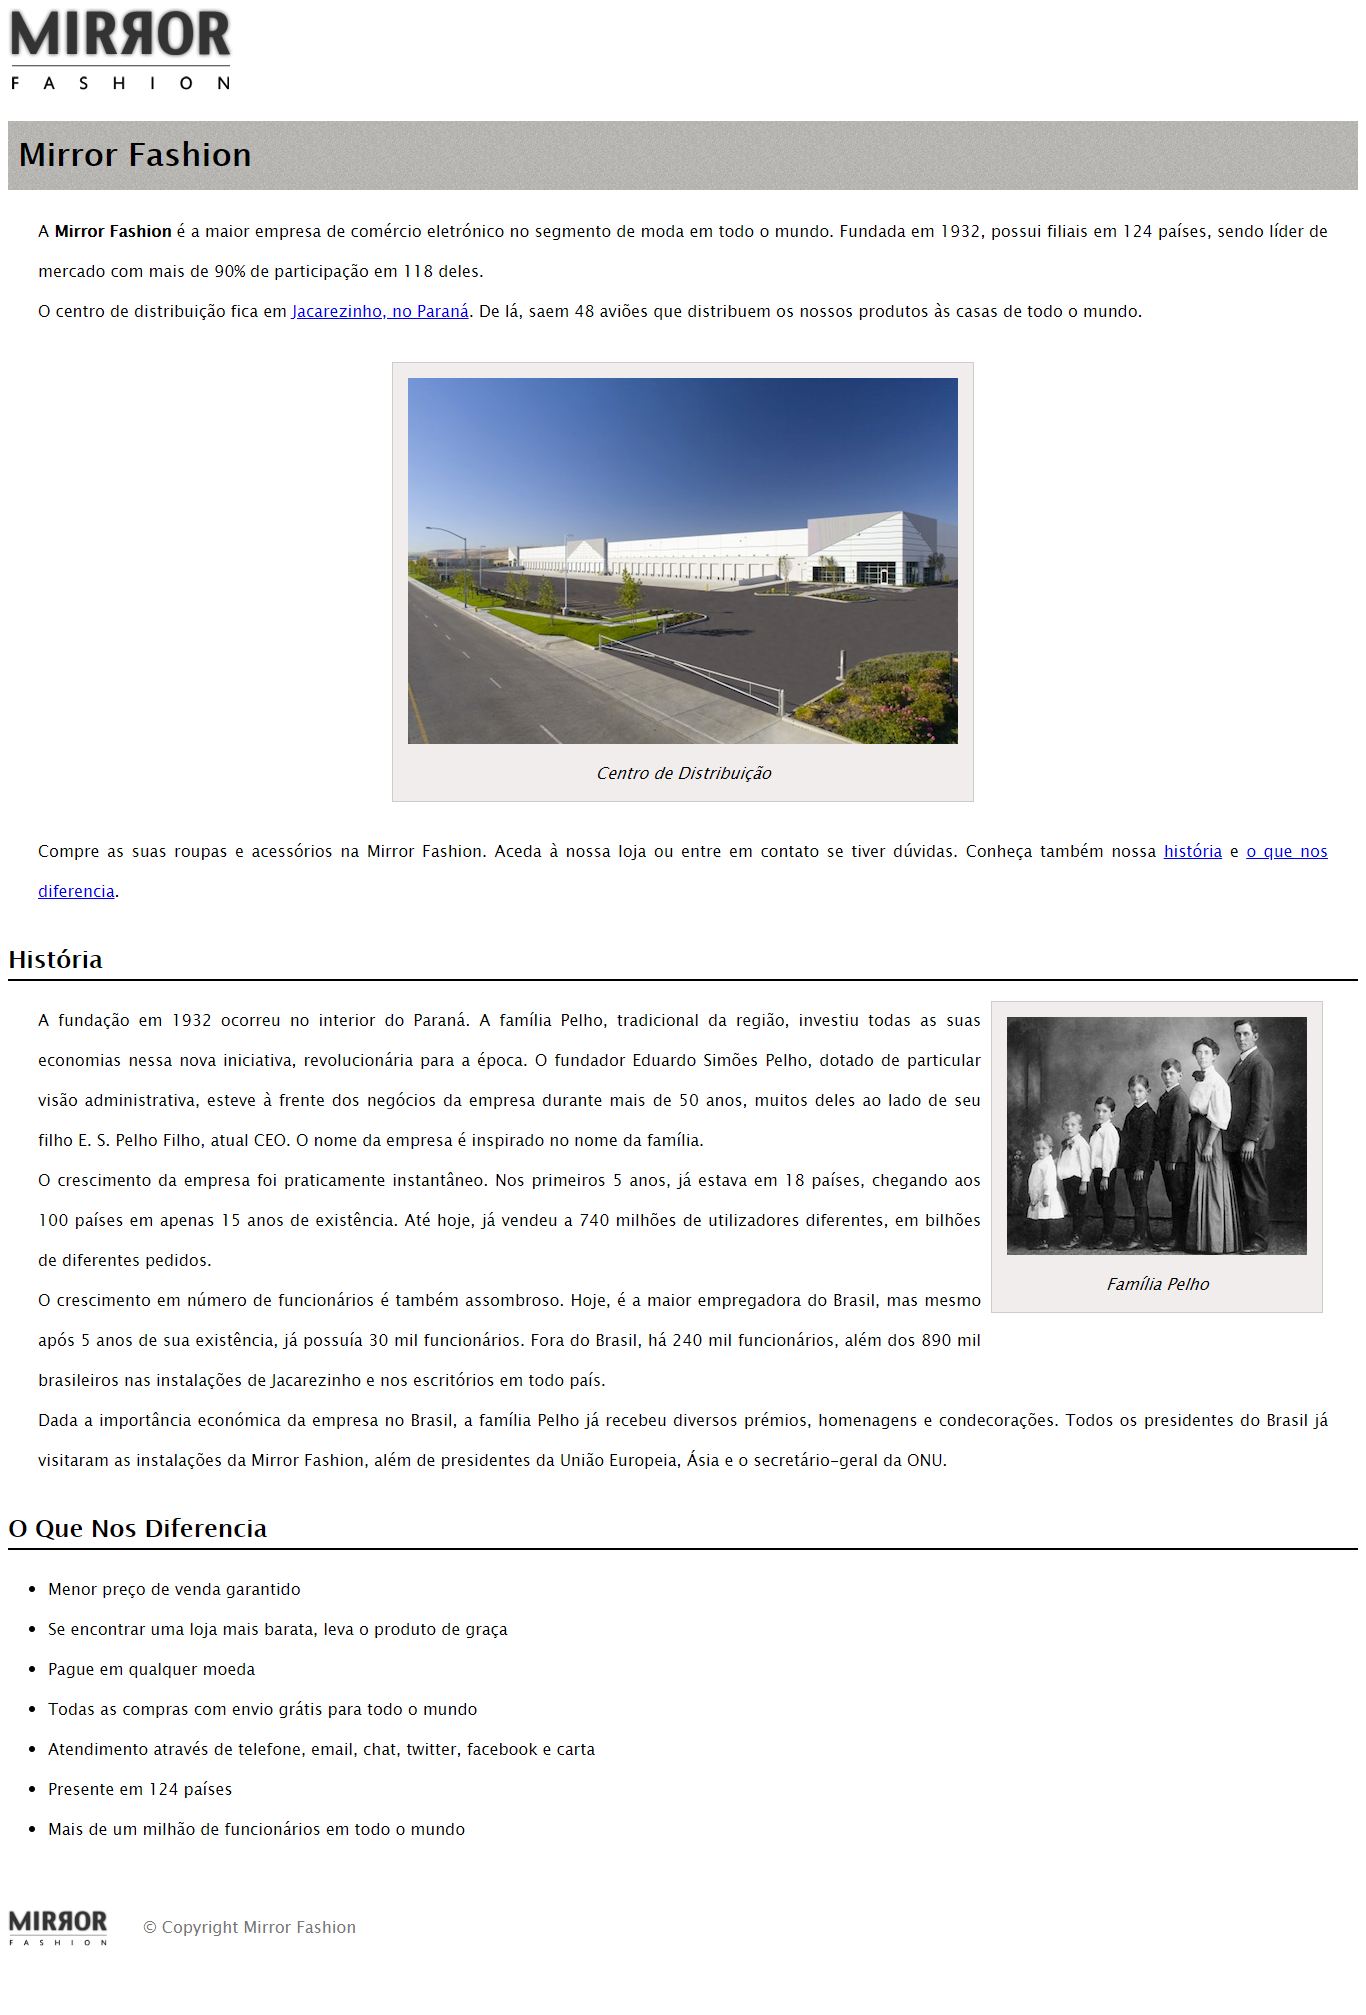 MIRROR
FASHION
Mirror Fashion
A Mirror Fashion é a maior empresa de comércio eletrónico no segmento de moda em todo o mundo. Fundada em 1932, possui filiais em 124 países, sendo líder de
mercado com mais de 90% de participação em 118 deles.
O centro de distribuição fica em Jacarezinho, no Paraná. De lá, saem 48 aviões que distribuem os nossos produtos às casas de todo o mundo.
Centro de Distribuição
Compre as suas roupas e acessórios na Mirror Fashion. Aceda à nossa loja ou entre em contato se tiver dúvidas. Conheça também nossa história e o que nos
diferencia.
História
A fundação em 1932 ocorreu no interior do Paraná. A família Pelho, tradicional da região, investiu todas as suas
economias nessa nova iniciativa, revolucionária para a época. O fundador Eduardo Simões Pelho, dotado de particular
visão administrativa, esteve à frente dos negócios da empresa durante mais de 50 anos, muitos deles ao lado de seu
filho E. S. Pelho Filho, atual CEO. O nome da empresa é inspirado no nome da família.
O crescimento da empresa foi praticamente instantâneo. Nos primeiros 5 anos, já estava em 18 países, chegando aos
100 países em apenas 15 anos de existência. Até hoje, já vendeu a 740 milhões de utilizadores diferentes, em bilhões
de diferentes pedidos.
O crescimento em número de funcionários é também assombroso. Hoje, é a maior empregadora do Brasil, mas mesmo
após 5 anos de sua existência, já possuía 30 mil funcionários. Fora do Brasil, há 240 mil funcionários, além dos 890 mil
brasileiros nas instalações de Jacarezinho e nos escritórios em todo país.
Família Pelho
Dada a importância económica da empresa no Brasil, a família Pelho já recebeu diversos prémios, homenagens e condecorações. Todos os presidentes do Brasil já
visitaram as instalações da Mirror Fashion, além de presidentes da União Europeia, Ásia e o secretário-geral da ONU.
O Que Nos Diferencia
• Menor preço de venda garantido
• Se encontrar uma loja mais barata, leva o produto de graça
• Pague em qualquer moeda
• Todas as compras com envio grátis para todo o mundo
• Atendimento através de telefone, email, chat, twitter, facebook e carta
• Presente em 124 países
• Mais de um milhão de funcionários em todo o mundo
MIRROR
FASHION
© Copyright Mirror Fashion